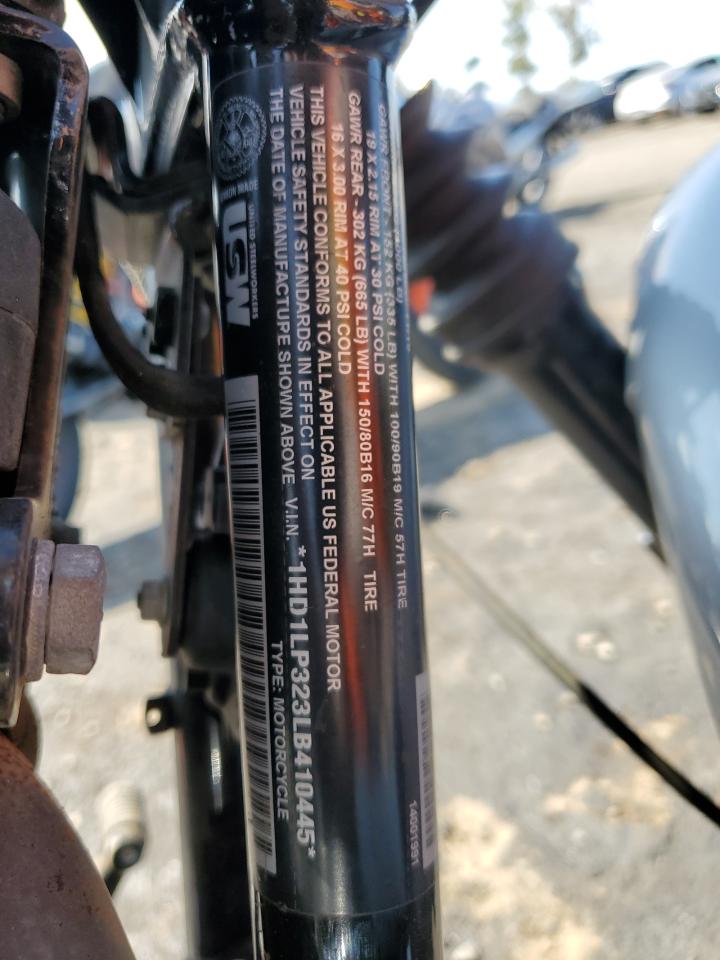 GAWR FRONT - 152 KG (335 LB) WITH 100/90B19 M/C 57H TIRE
19 X 2.15 RIM AT 30 PSI COLD
GAWR REAR - 302 KG (665 LB) WITH 150/80B16 M/C 77H TIRE
16 X 3.00 RIM AT 40 PSI COLD
THIS VEHICLE CONFORMS TO ALL APPLICABLE US FEDERAL MOTOR
VEHICLE SAFETY STANDARDS IN EFFECT ON
THE DATE OF MANUFACTURE SHOWN ABOVE V.I.N. *1HD1LP323LB410445*
TYPE: MOTORCYCLE
UNION MADE
USW
UNITED STEELWORKERS
14001991